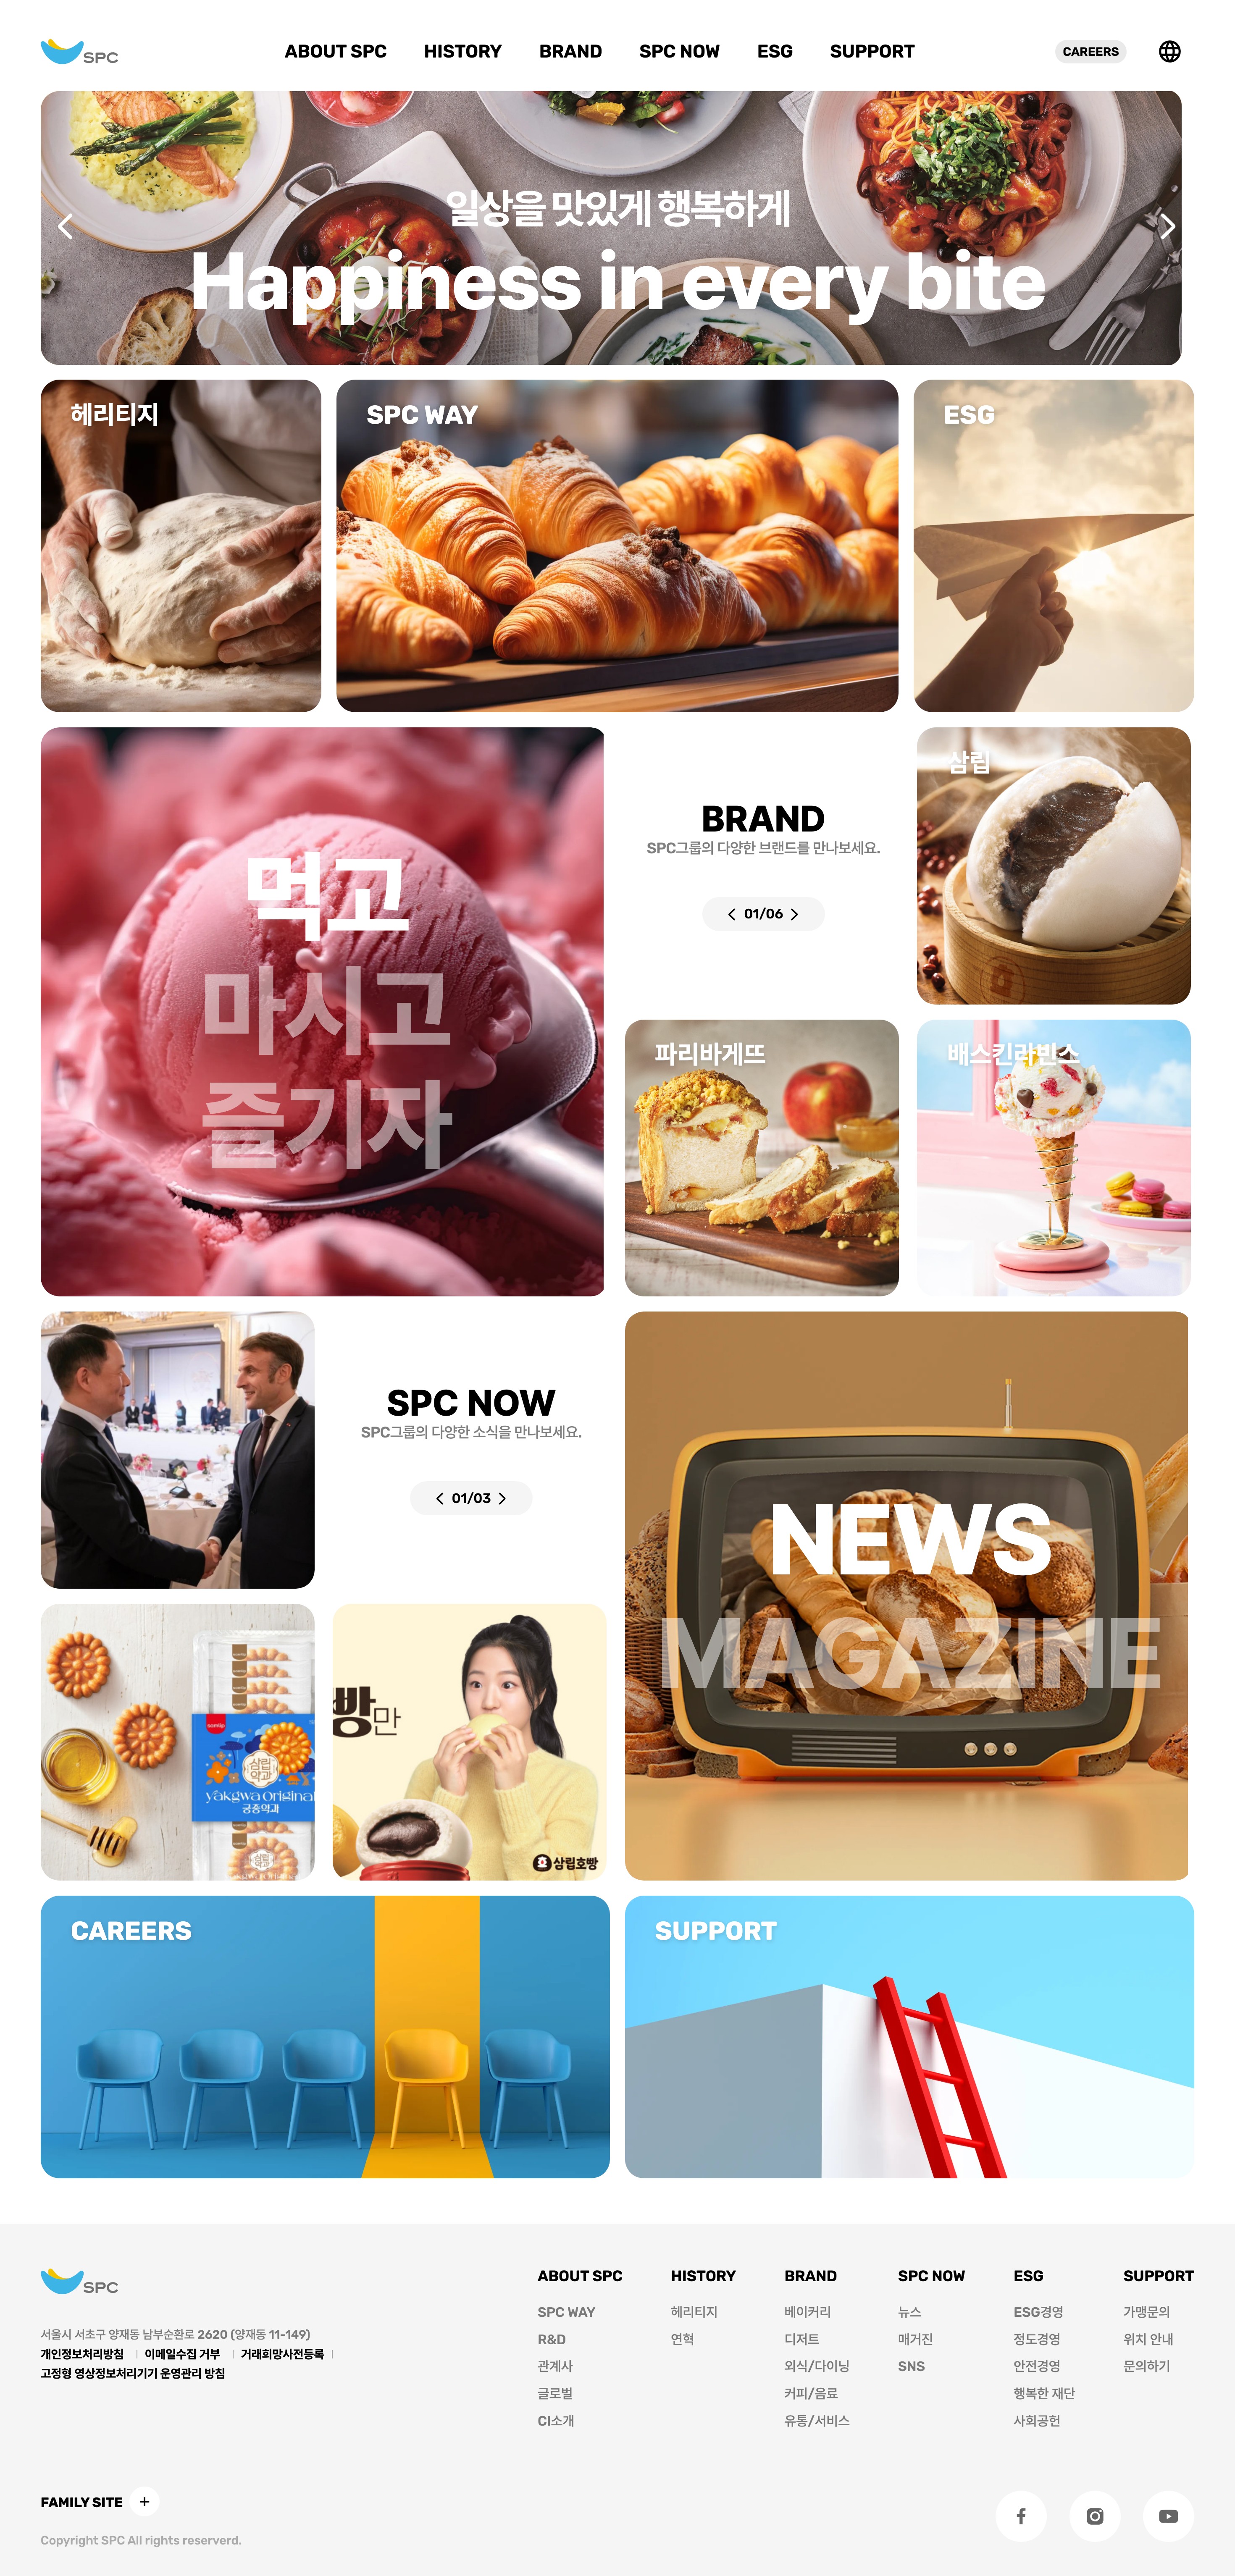 SPC
ABOUT SPC HISTORY BRAND SPC NOW ESG SUPPORT
CAREERS
일상을 맛있게 행복하게
Happiness in every bite
헤리티지
SPC WAY
ESG
먹고
마시고
즐기자
BRAND
SPC그룹의 다양한 브랜드를 만나보세요.
01/06
삼립
파리바게뜨
배스킨라빈스
SPC NOW
SPC그룹의 다양한 소식을 만나보세요.
01/03
NEWS
MAGAZINE
samlip
삼립
약과
yakgwa Original
궁중약과
빵만
삼립호빵
CAREERS
SUPPORT
SPC
서울시 서초구 양재동 남부순환로 2620 (양재동 11-149)
개인정보처리방침 | 이메일수집 거부 | 거래희망사전등록 |
고정형 영상정보처리기기 운영관리 방침
ABOUT SPC
SPC WAY
R&D
관계사
글로벌
CI소개
HISTORY
헤리티지
연혁
BRAND
베이커리
디저트
외식/다이닝
커피/음료
유통/서비스
SPC NOW
뉴스
매거진
SNS
ESG
ESG경영
정도경영
안전경영
행복한 재단
사회공헌
SUPPORT
가맹문의
위치 안내
문의하기
FAMILY SITE +
Copyright SPC All rights reserverd.